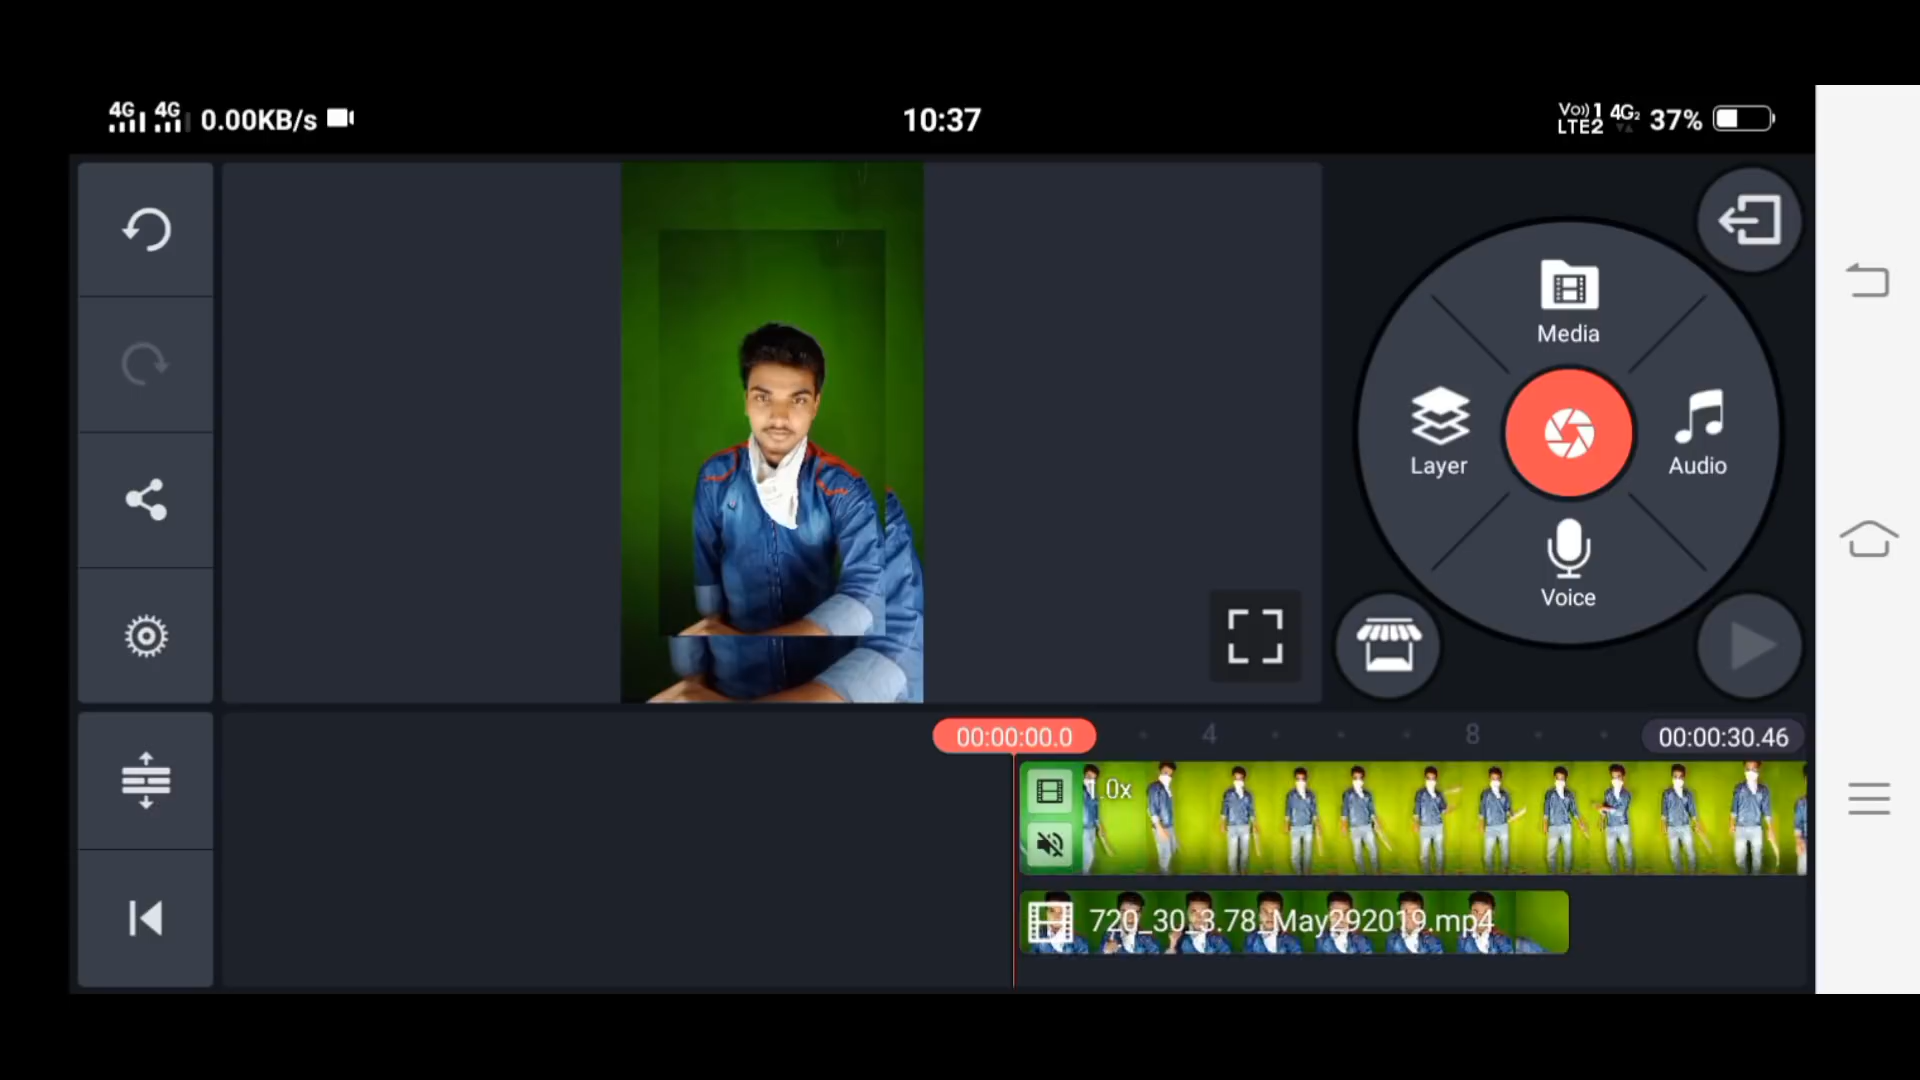 4G 4G 0.00KB/s
10:37
Vo)) 1 4G2 37%
LTE2
Media
Layer
Audio
Voice
00:00:00.0
4
8
00:00:30.46
1.0x
720_30_3.78_May292019.mp4